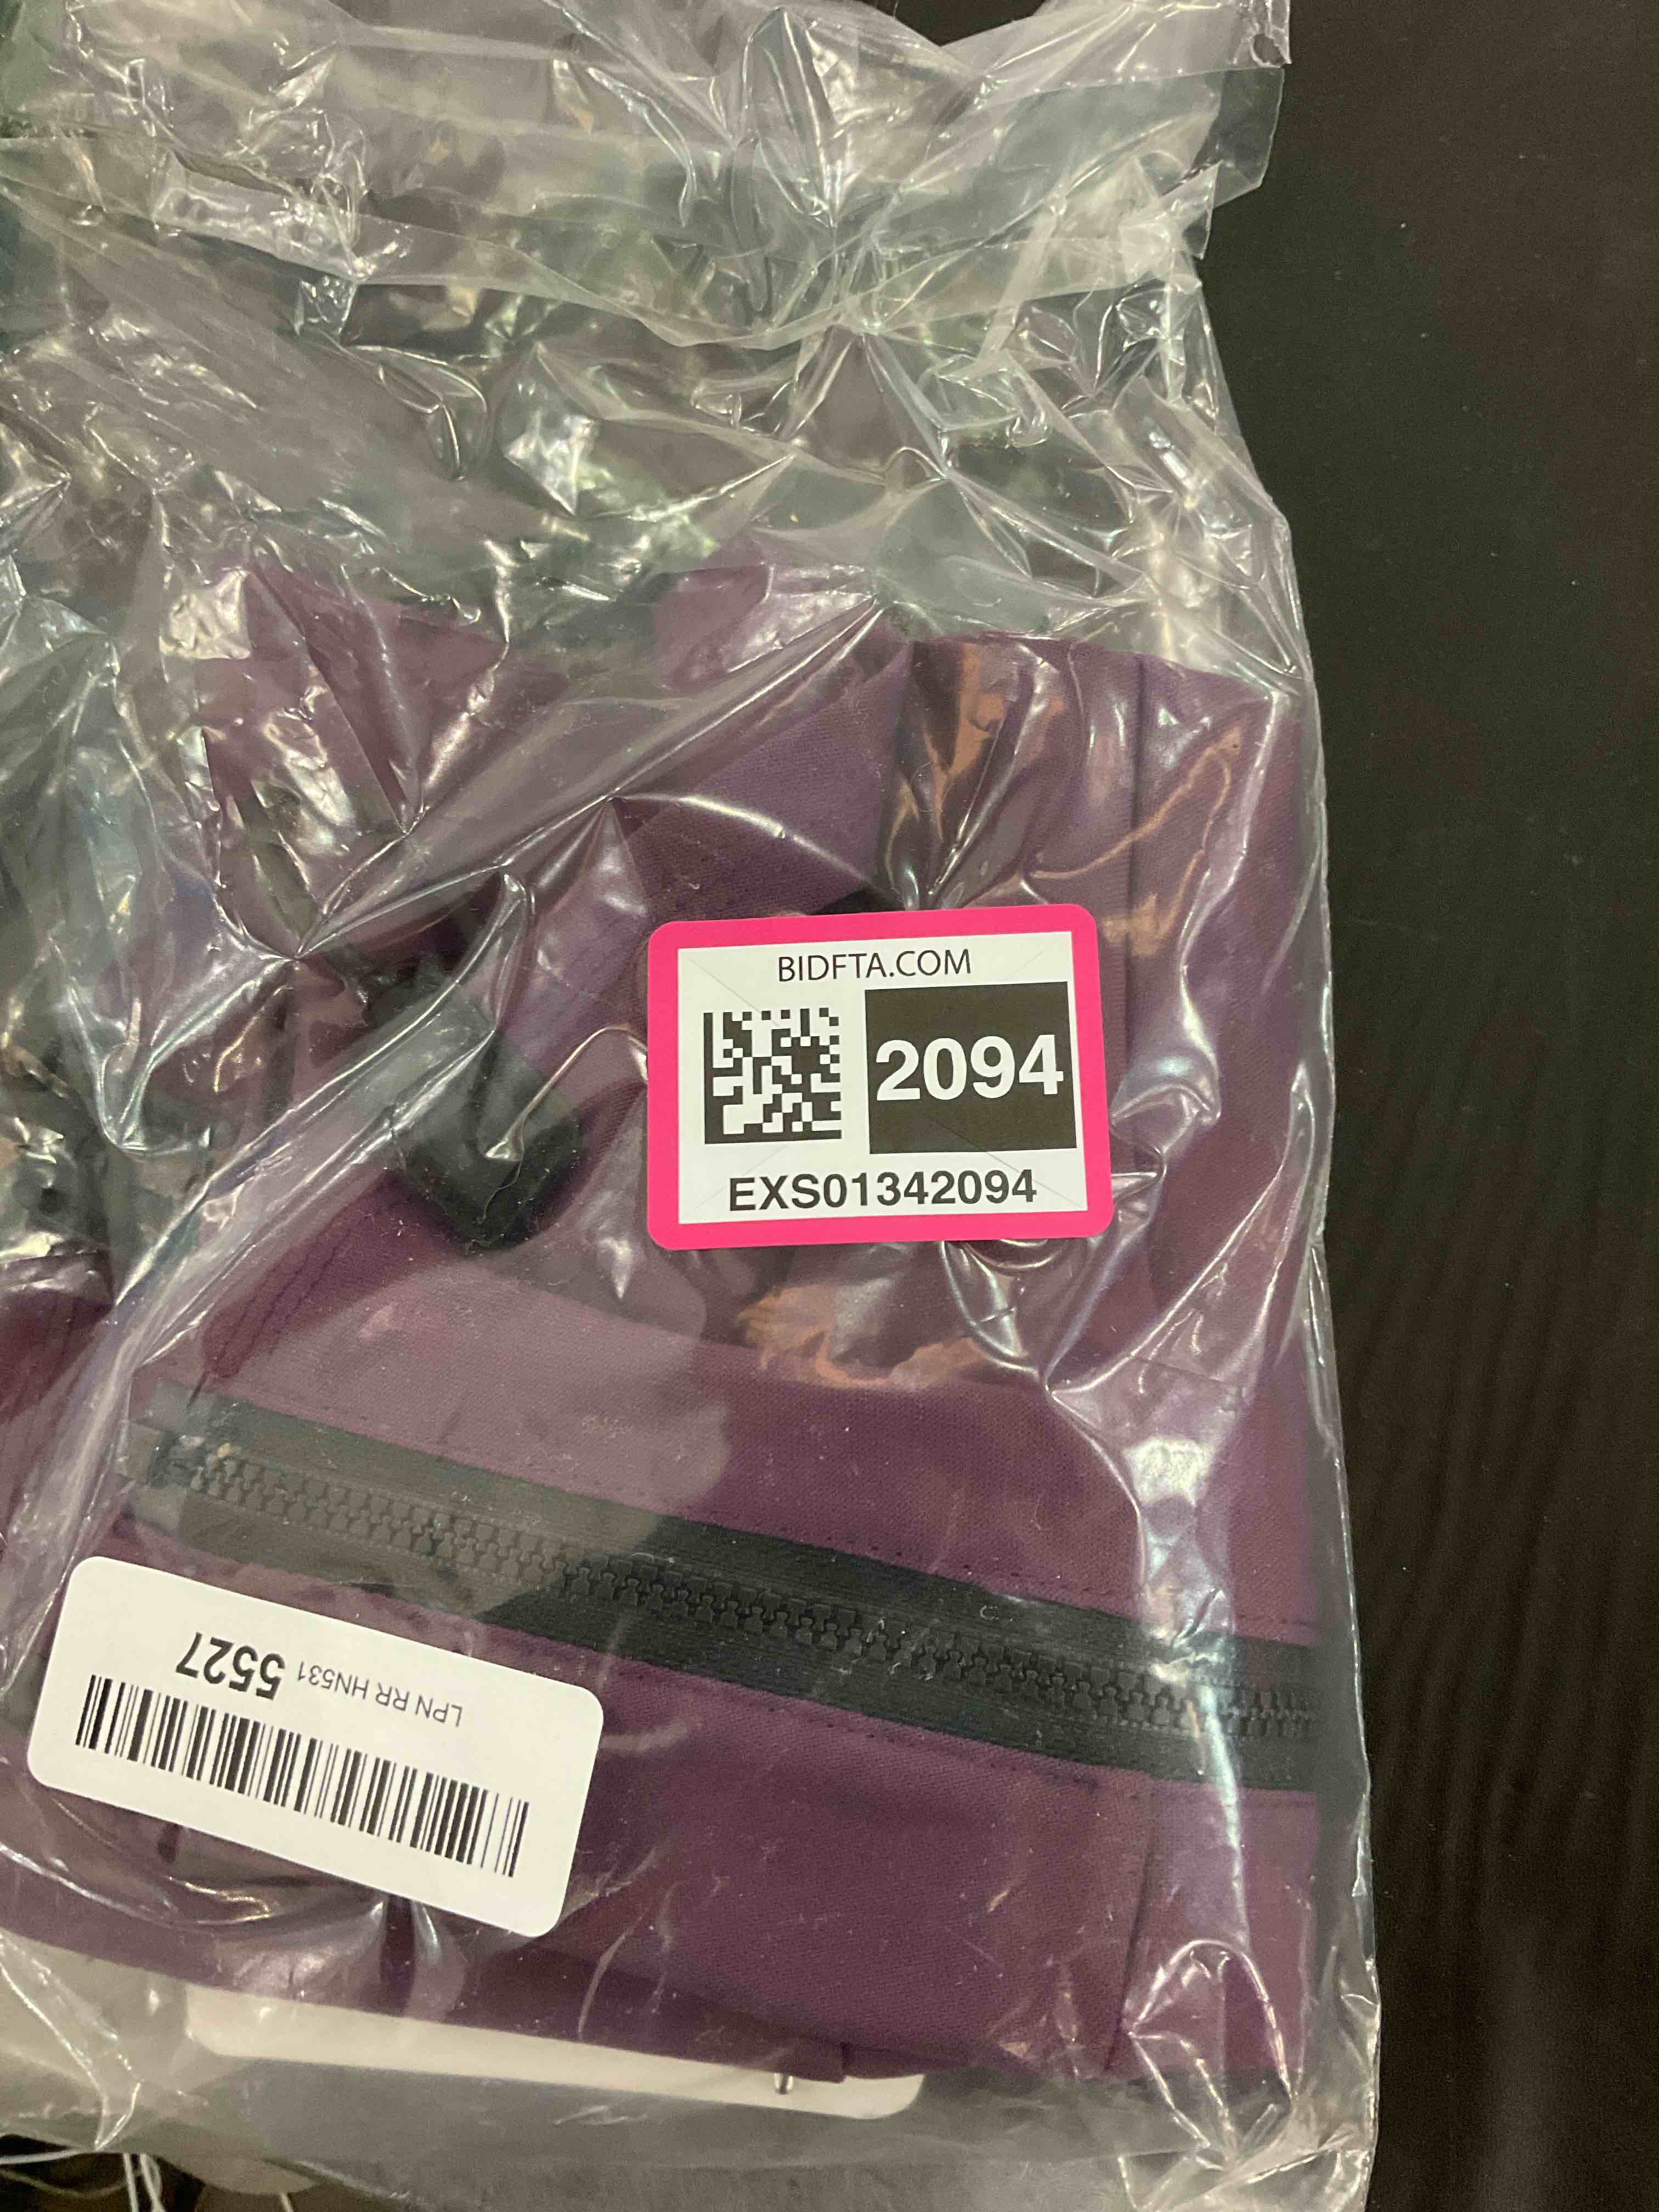 BIDFTA.COM
2094
EXS01342094
LPN RR HN531 5527